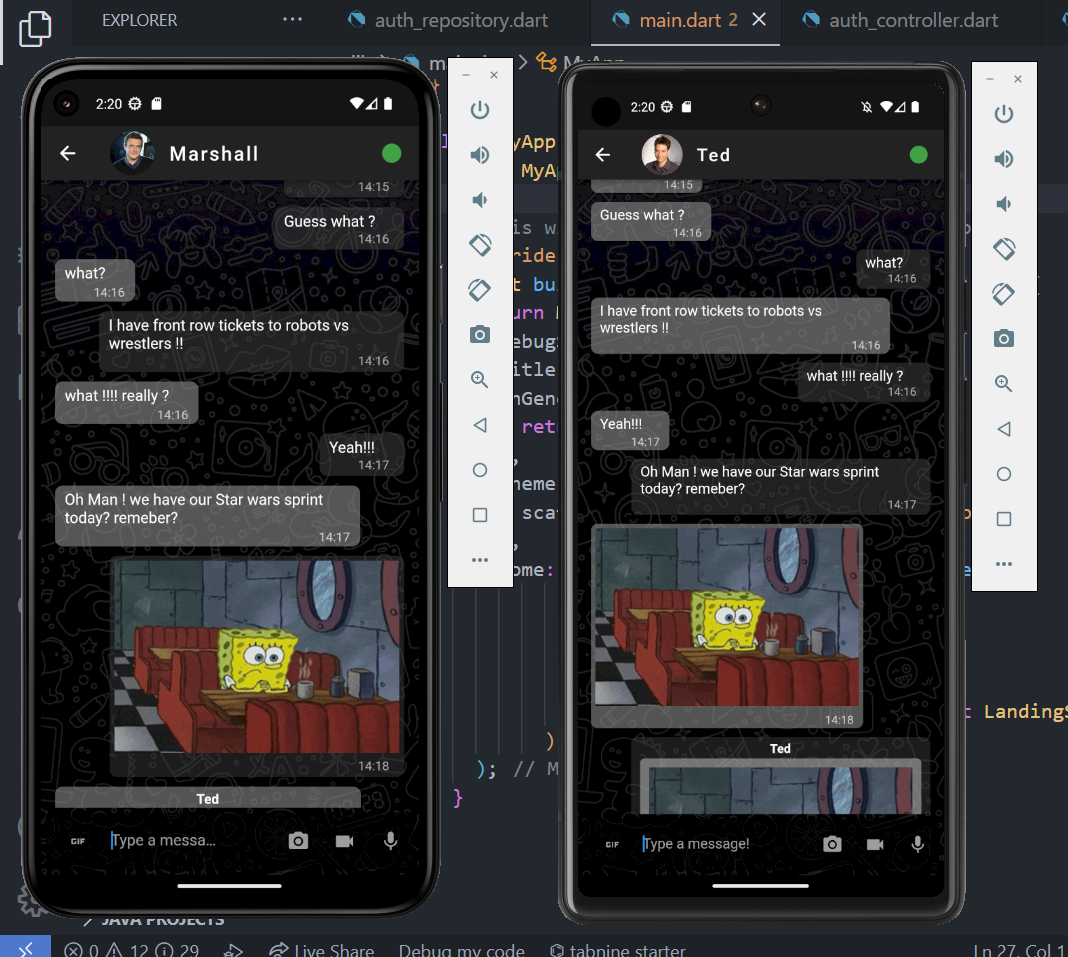 EXPLORER
auth_repository.dart
main.dart 2
auth_controller.dart
MyApp
2:20
Marshall
14:15
Guess what ?
14:16
what?
14:16
I have front row tickets to robots vs
wrestlers !!
14:16
what !!!! really ?
14:16
Yeah!!!
14:17
Oh Man ! we have our Star wars sprint
today? remeber?
14:17
14:18
Ted
GIF
Type a messa...
2:20
Ted
14:15
Guess what ?
14:16
what?
14:16
I have front row tickets to robots vs
wrestlers !!
14:16
what !!!! really ?
14:16
Yeah!!!
14:17
Oh Man ! we have our Star wars sprint
today? remeber?
14:17
14:18
Ted
GIF
Type a message!
); // M
}
JAVA PROJECTS
0 12 29
Live Share
Debug my code
tabnine starter
Ln 27, Col 1